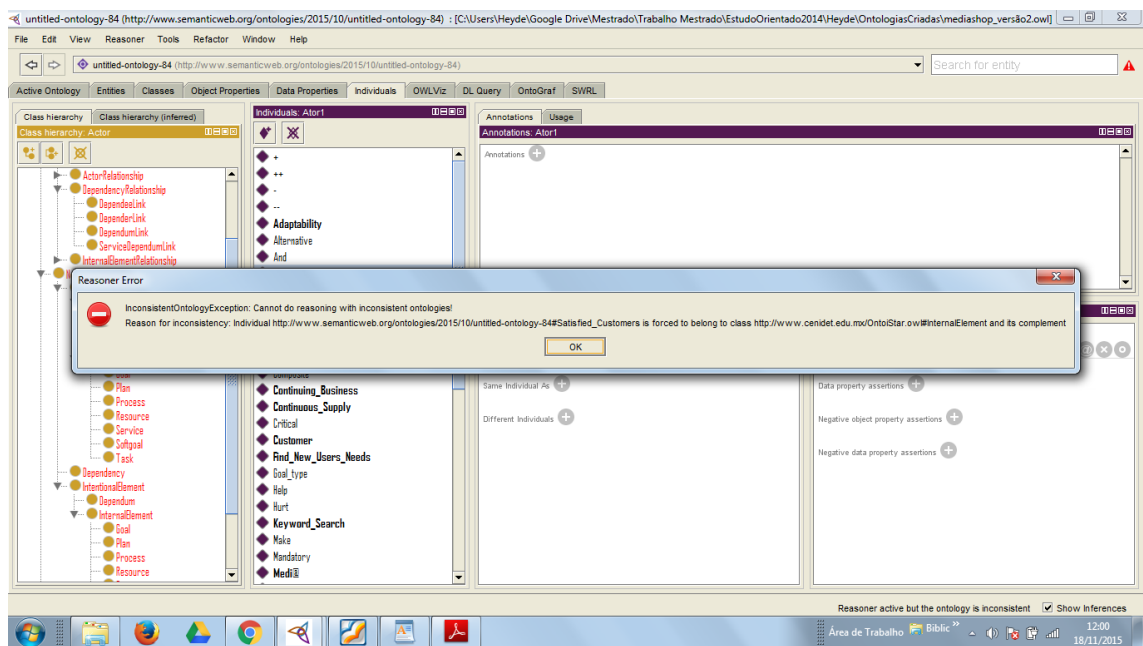 untitled-ontology-84 (http://www.semanticweb.org/ontologies/2015/10/untitled-ontology-84) : [C:\Users\Heyde\Google Drive\Mestrado\Trabalho Mestrado\EstudoOrientado2014\Heyde\OntologiasCriadas\mediashop_versão2.owl]
File Edit View Reasoner Tools Refactor Window Help
untitled-ontology-84 (http://www.semanticweb.org/ontologies/2015/10/untitled-ontology-84)
Search for entity
Active Ontology Entities Classes Object Properties Data Properties Individuals OWLViz DL Query OntoGraf SWRL
Class hierarchy Class hierarchy (inferred)
Class hierarchy: Actor
ActorRelationship
DependencyRelationship
DependeeLink
DependerLink
DependumLink
ServiceDependumLink
InternalElementRelationship
Goal
Plan
Process
Resource
Service
Softgoal
Task
Dependency
IntentionalElement
Dependum
InternalElement
Goal
Plan
Process
Resource
Individuals: Ator1
+
++
-
--
Adaptability
Alternative
And
Continuing_Business
Continuous_Supply
Critical
Customer
Find_New_Users_Needs
Goal_type
Help
Hurt
Keyword_Search
Make
Mandatory
Medi@
Annotations Usage
Annotations: Ator1
Annotations
Reasoner Error
InconsistentOntologyException: Cannot do reasoning with inconsistent ontologies!
Reason for inconsistency: Individual http://www.semanticweb.org/ontologies/2015/10/untitled-ontology-84#Satisfied_Customers is forced to belong to class http://www.cenidet.edu.mx/OntoiStar.owl#InternalElement and its complement
OK
Same Individual As
Different Individuals
Data property assertions
Negative object property assertions
Negative data property assertions
Reasoner active but the ontology is inconsistent Show Inferences
Área de Trabalho Biblic
12:00
18/11/2015